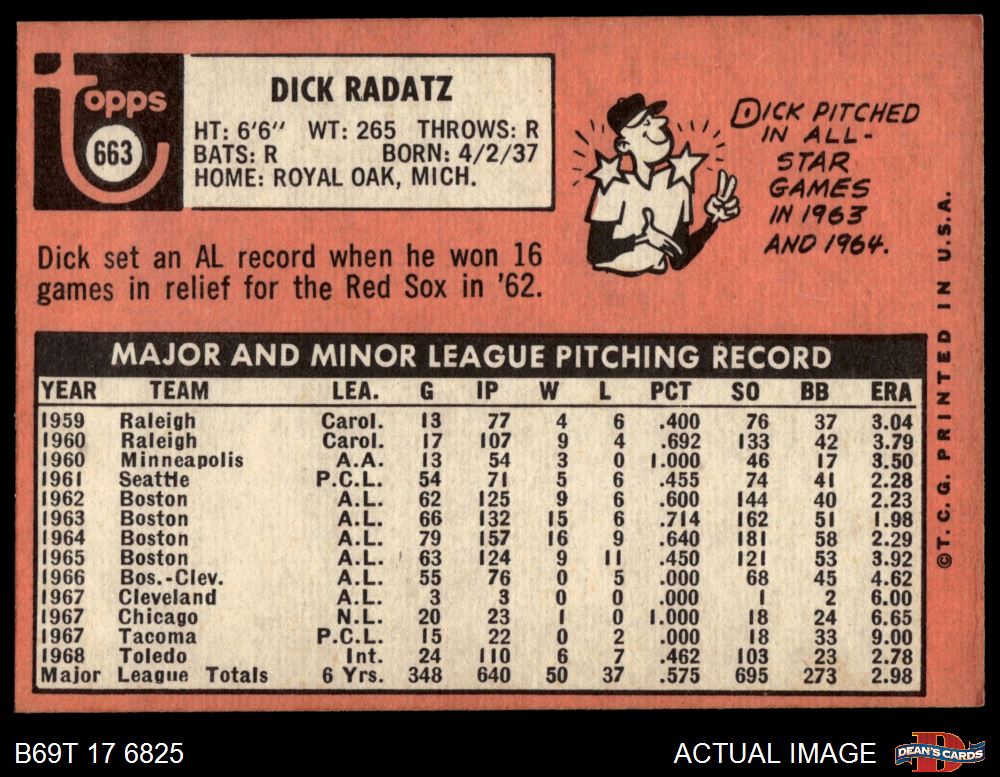 Topps
663
DICK RADATZ
HT: 6'6" WT: 265 THROWS: R
BATS: R BORN: 4/2/37
HOME: ROYAL OAK, MICH.
DICK PITCHED
IN ALL-
STAR
GAMES
IN 1963
AND 1964.
Dick set an AL record when he won 16
games in relief for the Red Sox in '62.
MAJOR AND MINOR LEAGUE PITCHING RECORD
YEAR TEAM LEA. G IP W L PCT SO BB ERA
1959 Raleigh Carol. 13 77 4 6 .400 76 37 3.04
1960 Raleigh Carol. 17 107 9 4 .692 133 42 3.79
1960 Minneapolis A.A. 13 54 3 0 1.000 46 17 3.50
1961 Seattle P.C.L. 54 71 5 6 .455 74 41 2.28
1962 Boston A.L. 62 125 9 6 .600 144 40 2.23
1963 Boston A.L. 66 132 15 6 .714 162 51 1.98
1964 Boston A.L. 79 157 16 9 .640 181 58 2.29
1965 Boston A.L. 63 124 9 11 .450 121 53 3.92
1966 Bos.-Clev. A.L. 55 76 0 5 .000 68 45 4.62
1967 Cleveland A.L. 3 3 0 0 .000 1 2 6.00
1967 Chicago N.L. 20 23 1 0 1.000 18 24 6.65
1967 Tacoma P.C.L. 15 22 0 2 .000 18 33 9.00
1968 Toledo Int. 24 110 6 7 .462 103 23 2.78
Major League Totals 6 Yrs. 348 640 50 37 .575 695 273 2.98
©T.C.G. PRINTED IN U.S.A.
B69T 17 6825
ACTUAL IMAGE
DEAN'S CARDS